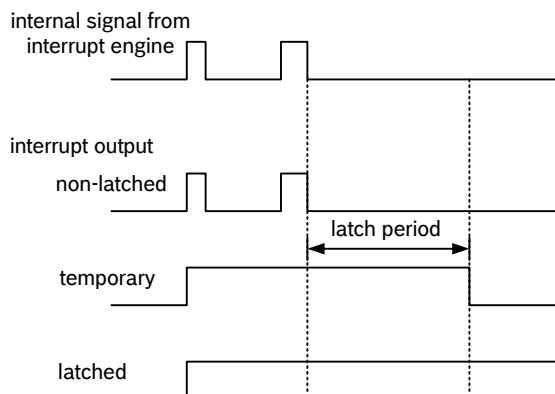 internal signal from
interrupt engine
interrupt output
non-latched
latch period
temporary
latched